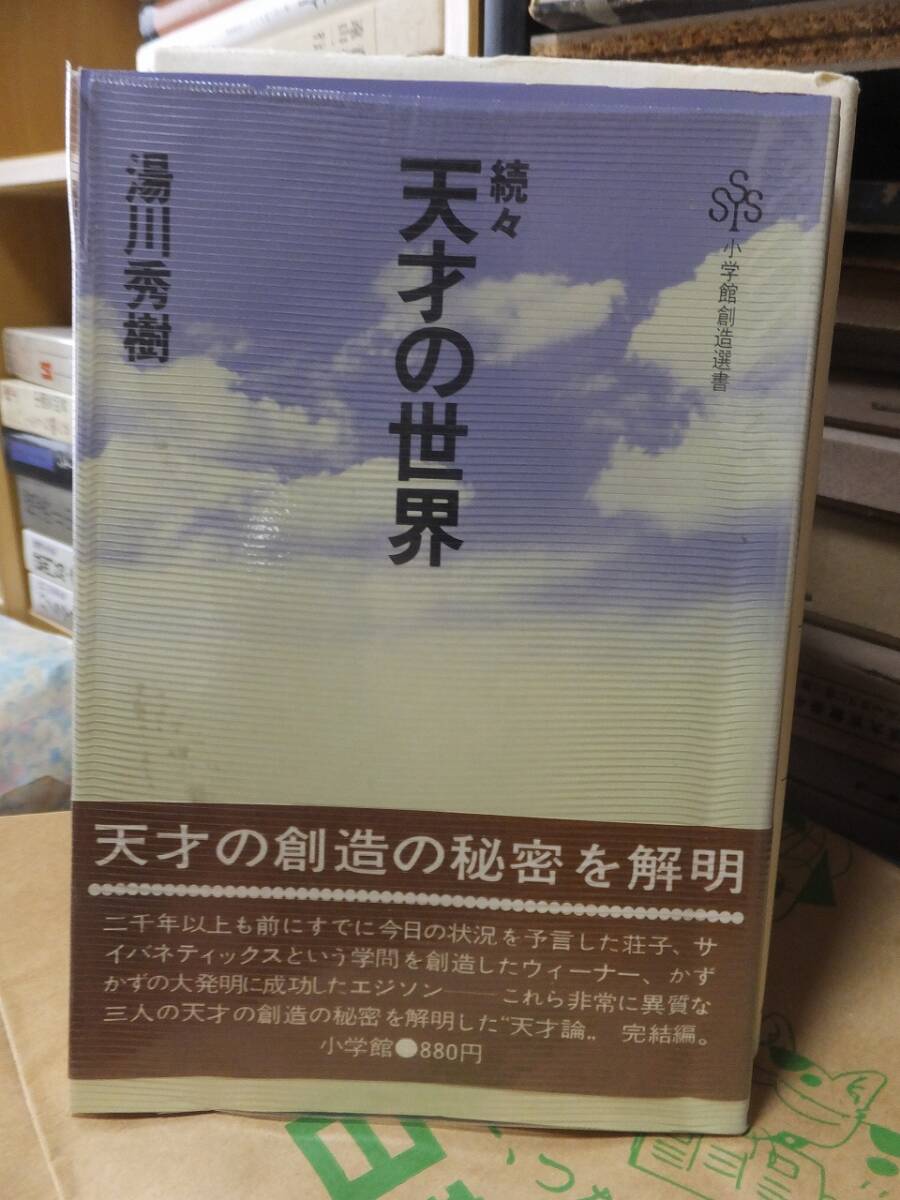 SSS
小学館創造選書
続々
天才の世界
湯川秀樹
天才の創造の秘密を解明
二千年以上も前にすでに今日の状況を予言した荘子、サ
イバネティックスという学問を創造したウィーナー、かず
かずの大発明に成功したエジソン――これら非常に異質な
三人の天才の創造の秘密を解明した“天才論〟 完結編。
小学館●880円